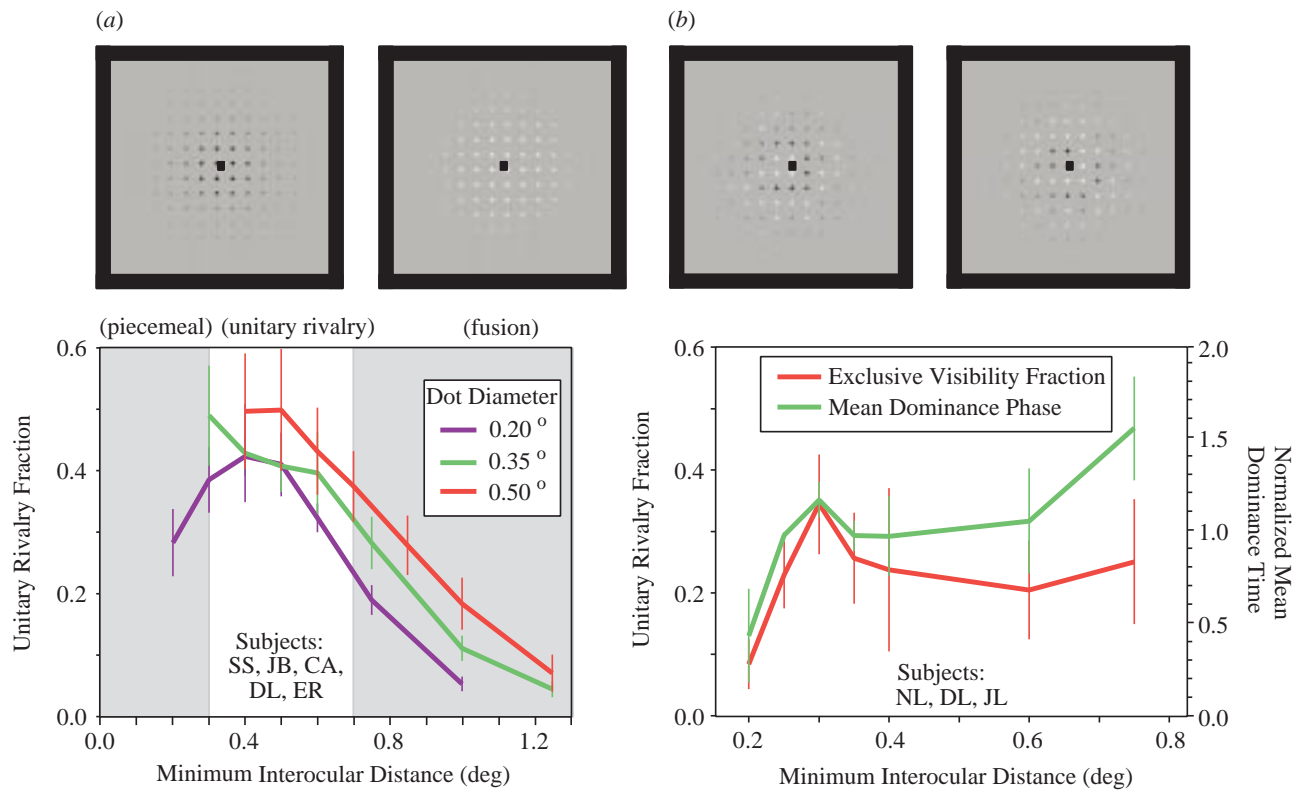 (a)
(b)
(piecemeal) (unitary rivalry) (fusion)
0.6
0.4
0.2
0.0
Unitary Rivalry Fraction
Dot Diameter
0.20 °
0.35 °
0.50 °
Subjects:
SS, JB, CA,
DL, ER
0.0 0.4 0.8 1.2
Minimum Interocular Distance (deg)
0.6
0.4
0.2
0.0
Unitary Rivalry Fraction
Exclusive Visibility Fraction
Mean Dominance Phase
Subjects:
NL, DL, JL
2.0
1.5
1.0
0.5
0.0
Normalized Mean
Dominance Time
0.2 0.4 0.6 0.8
Minimum Interocular Distance (deg)